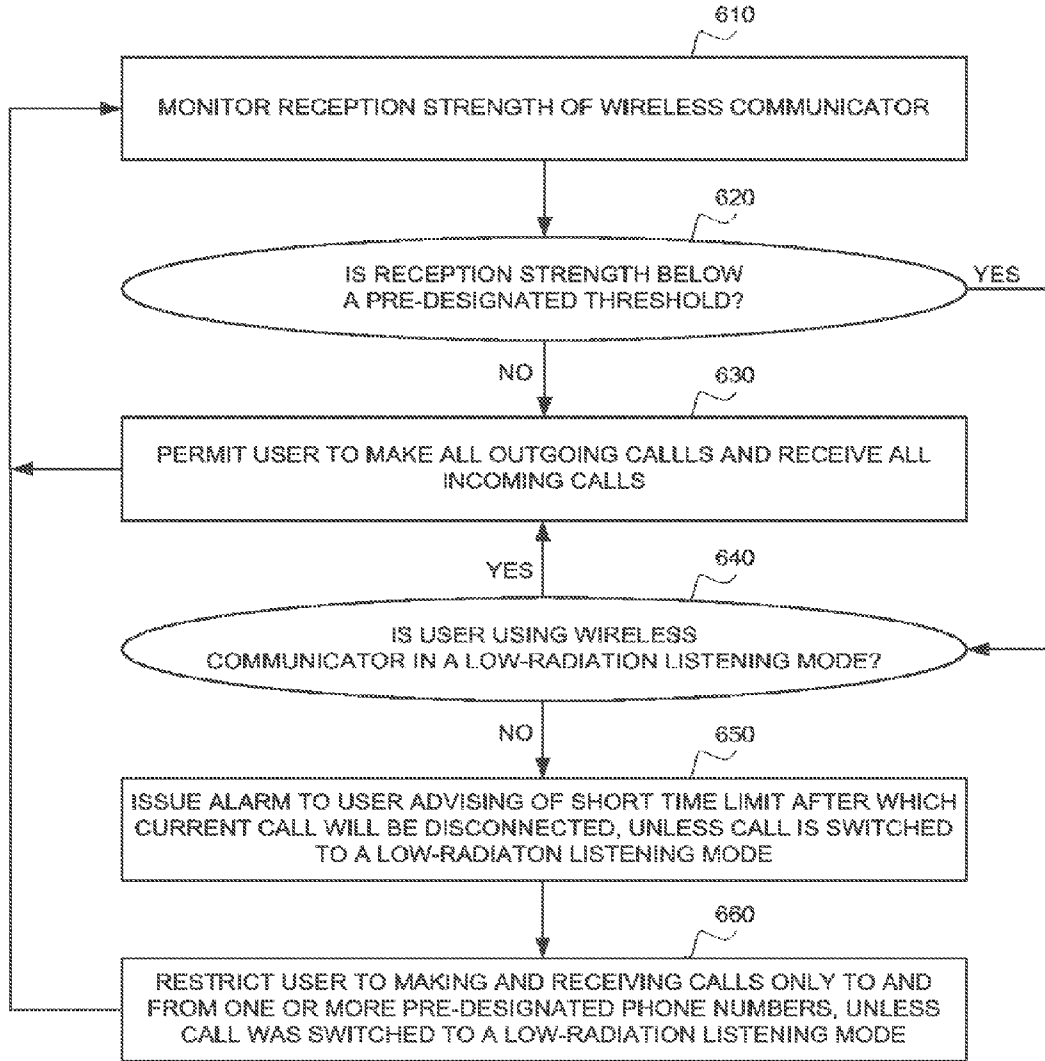 610
MONITOR RECEPTION STRENGTH OF WIRELESS COMMUNICATOR
620
IS RECEPTION STRENGTH BELOW
A PRE-DESIGNATED THRESHOLD?
YES
NO
630
PERMIT USER TO MAKE ALL OUTGOING CALLLS AND RECEIVE ALL
INCOMING CALLS
YES
640
IS USER USING WIRELESS
COMMUNICATOR IN A LOW-RADIATION LISTENING MODE?
NO
650
ISSUE ALARM TO USER ADVISING OF SHORT TIME LIMIT AFTER WHICH
CURRENT CALL WILL BE DISCONNECTED, UNLESS CALL IS SWITCHED
TO A LOW-RADIATON LISTENING MODE
660
RESTRICT USER TO MAKING AND RECEIVING CALLS ONLY TO AND
FROM ONE OR MORE PRE-DESIGNATED PHONE NUMBERS, UNLESS
CALL WAS SWITCHED TO A LOW-RADIATION LISTENING MODE